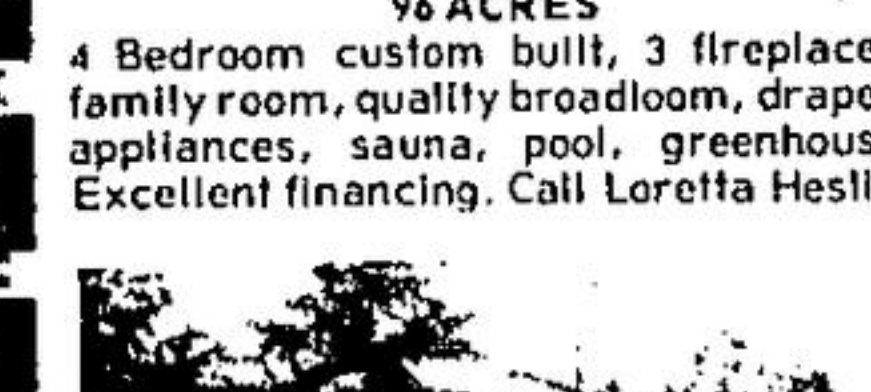 96 ACRES
4 Bedroom custom built, 3 fireplace
family room, quality broadloom, drape
appliances, sauna, pool, greenhous
Excellent financing. Call Loretta Hesli